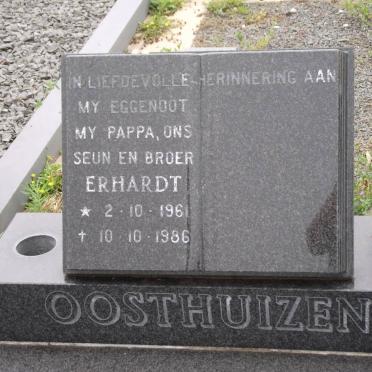 IN LIEFDEVOLLE HERINNERING AAN
MY EGGENOOT
MY PAPPA, ONS
SEUN EN BROER
ERHARDT
★ 2 · 10 · 1961
✝ 10 · 10 · 1986
OOSTHUIZEN